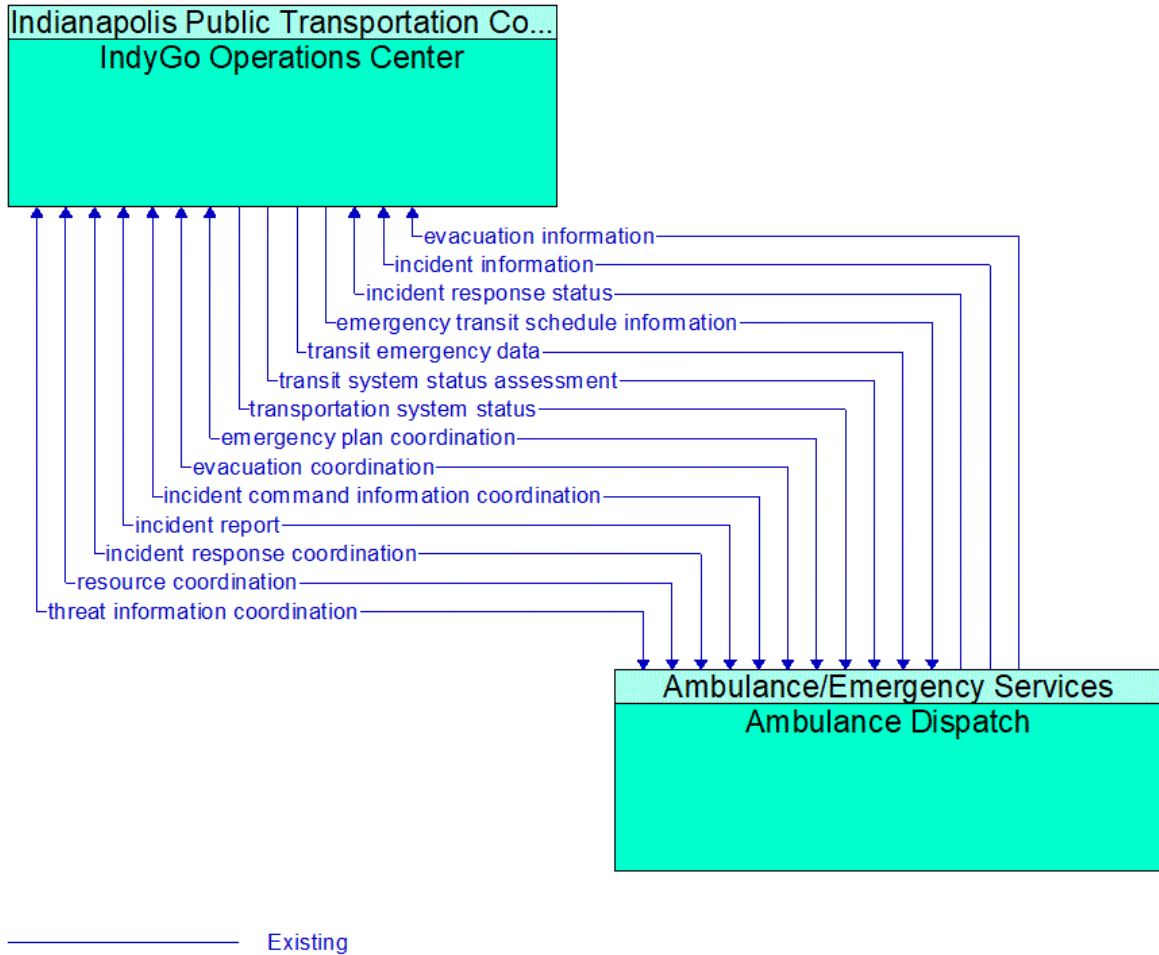 Indianapolis Public Transportation Co...
IndyGo Operations Center
evacuation information
incident information
incident response status
emergency transit schedule information
transit emergency data
transit system status assessment
transportation system status
emergency plan coordination
evacuation coordination
incident command information coordination
incident report
incident response coordination
resource coordination
threat information coordination
Ambulance/Emergency Services
Ambulance Dispatch
Existing